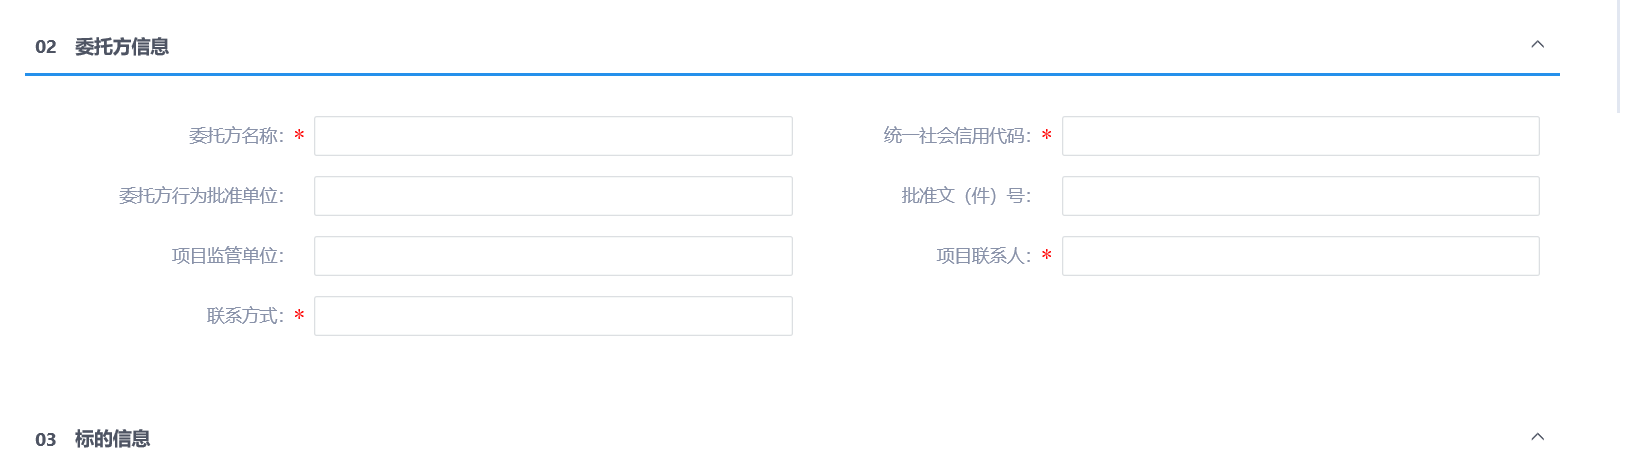 02 委托方信息
委托方名称： * 统一社会信用代码： *
委托方行为批准单位： 批准文（件）号：
项目监管单位： 项目联系人： *
联系方式： *
03 标的信息